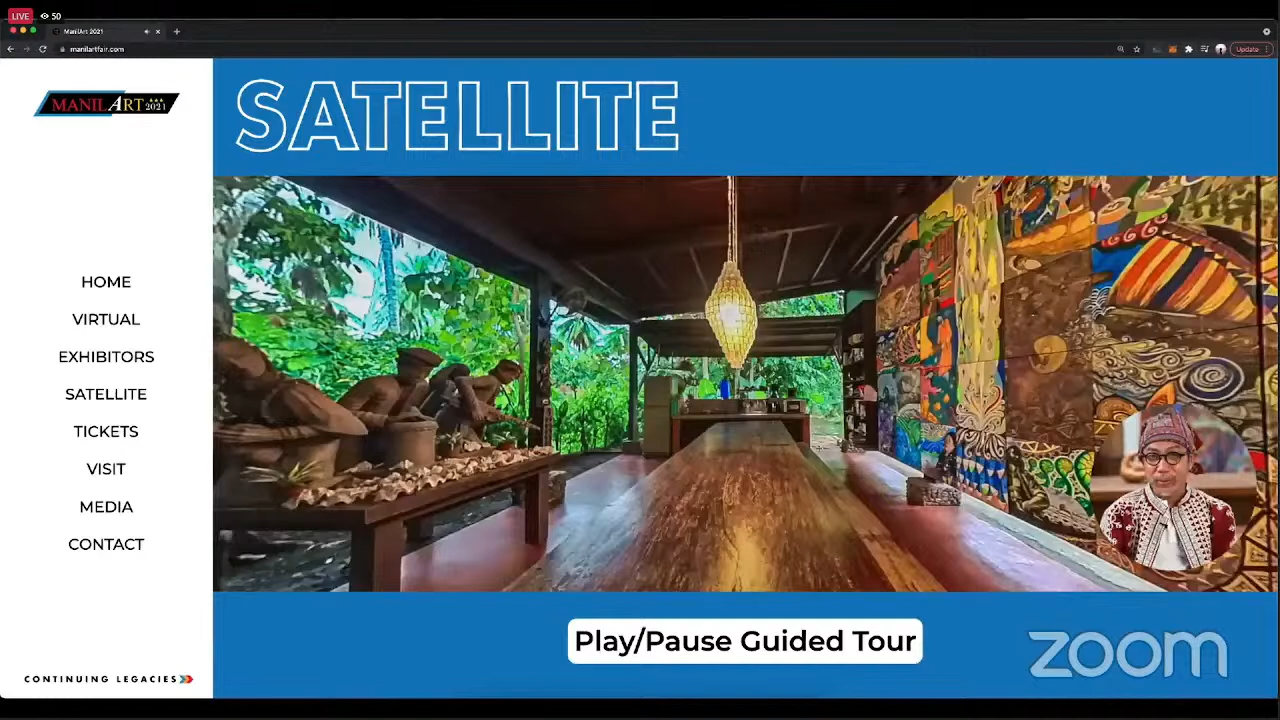 LIVE 50
ManilArt 2021
manilartfair.com
Update
MANILART 2021
SATELLITE
HOME
VIRTUAL
EXHIBITORS
SATELLITE
TICKETS
VISIT
MEDIA
CONTACT
Play/Pause Guided Tour
zoom
CONTINUING LEGACIES